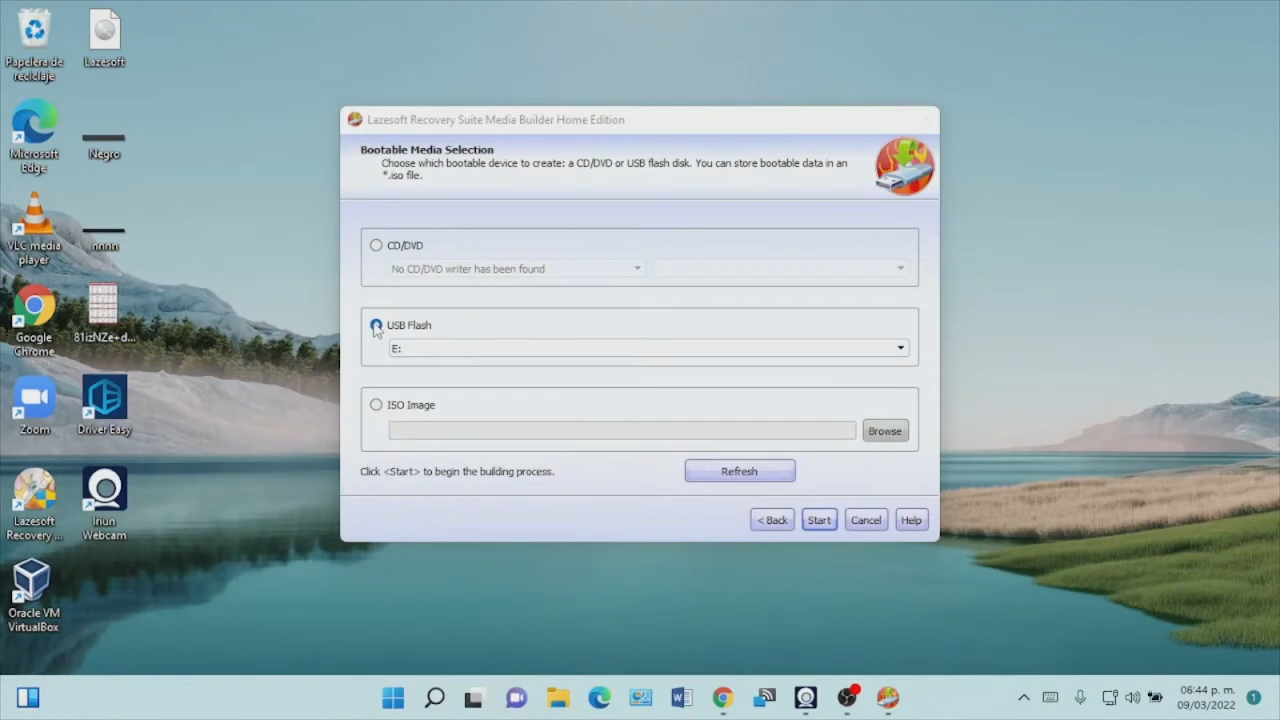 Papelera de
reciclaje
Lazesoft
Microsoft
Edge
Negro
VLC media
player
nnnn
Google
Chrome
81izNZe+d...
Zoom
Driver Easy
Lazesoft
Recovery ...
Iriun
Webcam
Oracle VM
VirtualBox
Lazesoft Recovery Suite Media Builder Home Edition
Bootable Media Selection
Choose which bootable device to create: a CD/DVD or USB flash disk. You can store bootable data in an
*.iso file.
CD/DVD
No CD/DVD writer has been found
USB Flash
E:
ISO Image
Browse
Click <Start> to begin the building process.
Refresh
< Back
Start
Cancel
Help
06:44 p. m.
09/03/2022
1